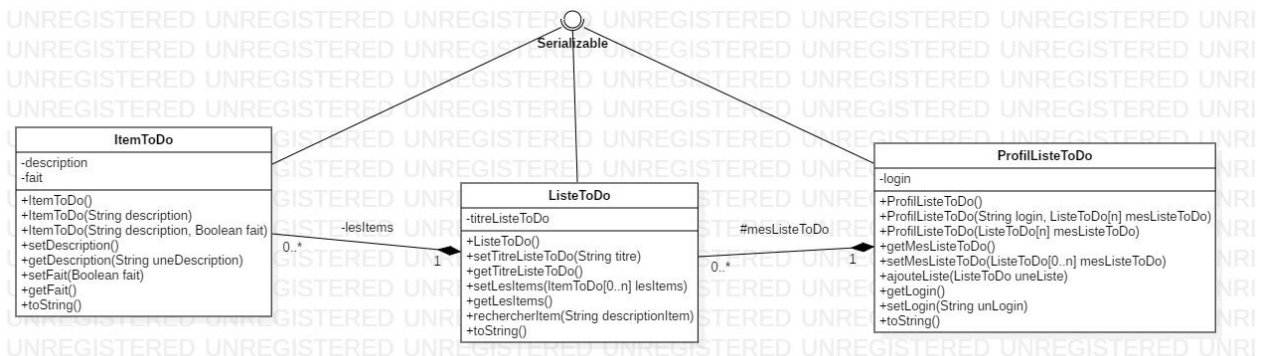 UNREGISTERED UNREGISTERED UNREGISTERED UNREGISTERED UNREGISTERED UNREGISTERED UNRI
Serializable
ItemToDo
-description
-fait
+ItemToDo()
+ItemToDo(String description)
+ItemToDo(String description, Boolean fait)
+setDescription()
+getDescription(String uneDescription)
+setFait(Boolean fait)
+getFait()
+toString()
-lesItems
0..*
1
ListeToDo
-titreListeToDo
+ListeToDo()
+setTitreListeToDo(String titre)
+getTitreListeToDo()
+setLesItems(ItemToDo[0..n] lesItems)
+getLesItems()
+rechercherItem(String descriptionItem)
+toString()
#mesListeToDo
0..*
1
ProfilListeToDo
-login
+ProfilListeToDo()
+ProfilListeToDo(String login, ListeToDo[n] mesListeToDo)
+ProfilListeToDo(ListeToDo[n] mesListeToDo)
+getMesListeToDo()
+setMesListeToDo(ListeToDo[0..n] mesListeToDo)
+ajouteListe(ListeToDo uneListe)
+getLogin()
+setLogin(String unLogin)
+toString()